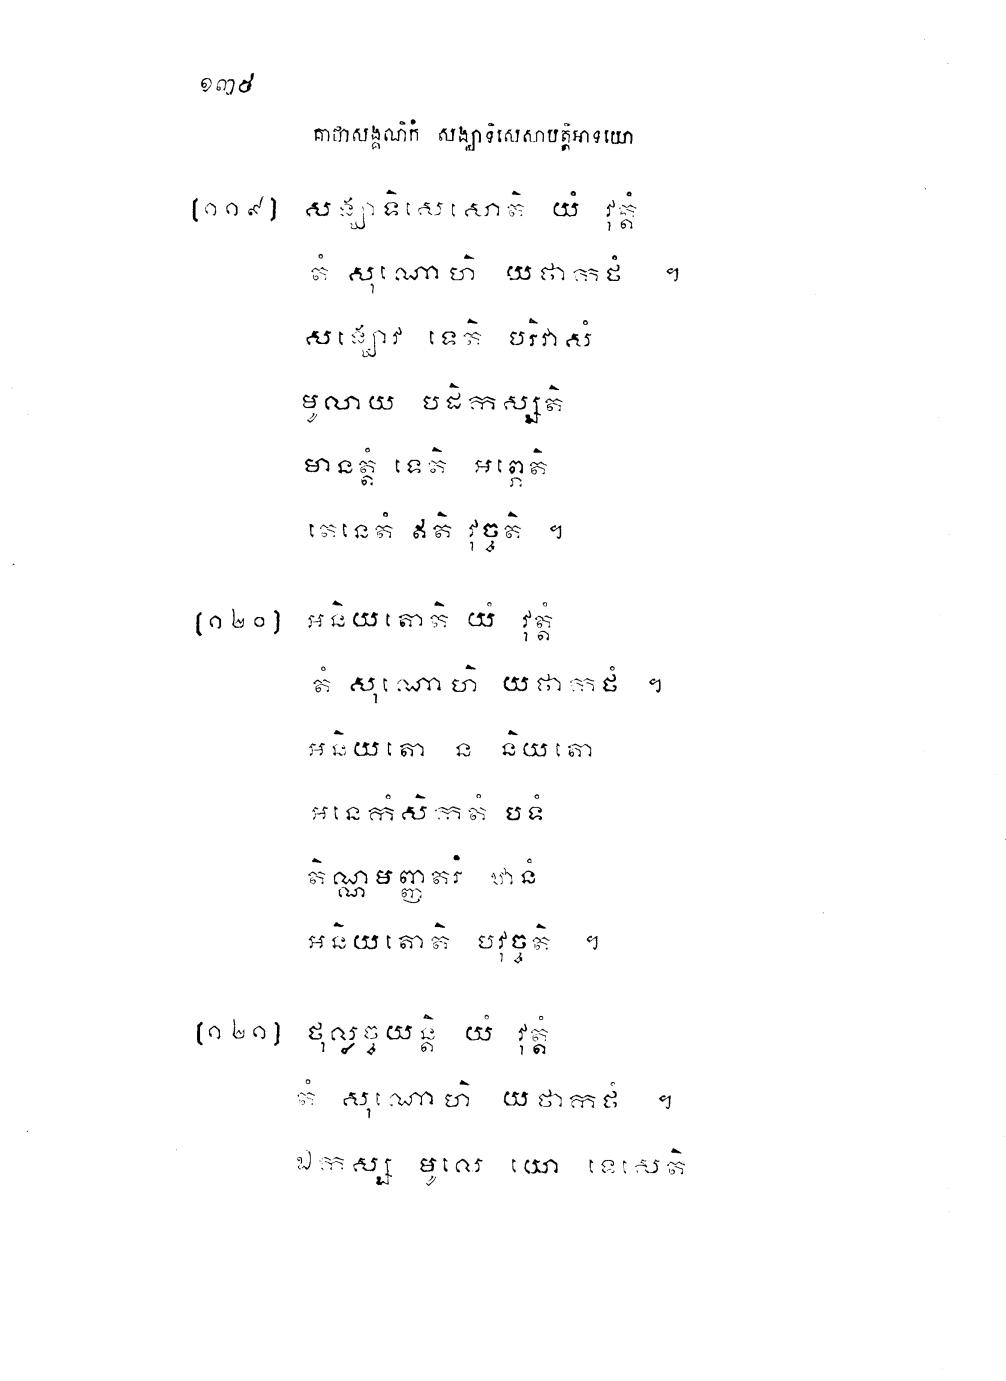 ១៣៩
គាថាសង្គណិកំ សង្ឃាទិសេសាបត្តិអាទយោ
(១១៩) សង្ឃាទិសេសោតិ យំ វុត្តំ
តំ សុណោហិ យថាកថំ ។
សង្ឃោវ ទេតិ បរិវាសំ
មូលាយ បដិកស្សតិ
មានត្តំ ទេតិ អព្ភេតិ
តេនេតំ ឥតិ វុច្ចតិ ។
(១២០) អនិយតោតិ យំ វុត្តំ
តំ សុណោហិ យថាកថំ ។
អនិយតោ ន និយតោ
អនេកំសិកតំ បទំ
តិណ្ណមញ្ញតរំ ឋានំ
អនិយតោតិ បវុច្ចតិ ។
(១២១) ថុល្លច្ចយន្តិ យំ វុត្តំ
តំ សុណោហិ យថាកថំ ។
ឯកស្ស មូលេ យោ ទេសេតិ